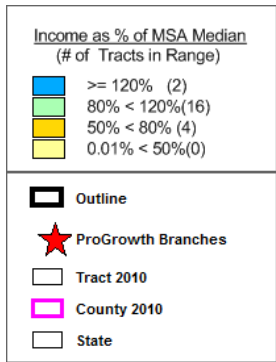 Income as % of MSA Median
(# of Tracts in Range)
>= 120% (2)
80% < 120%(16)
50% < 80% (4)
0.01% < 50%(0)
Outline
ProGrowth Branches
Tract 2010
County 2010
State